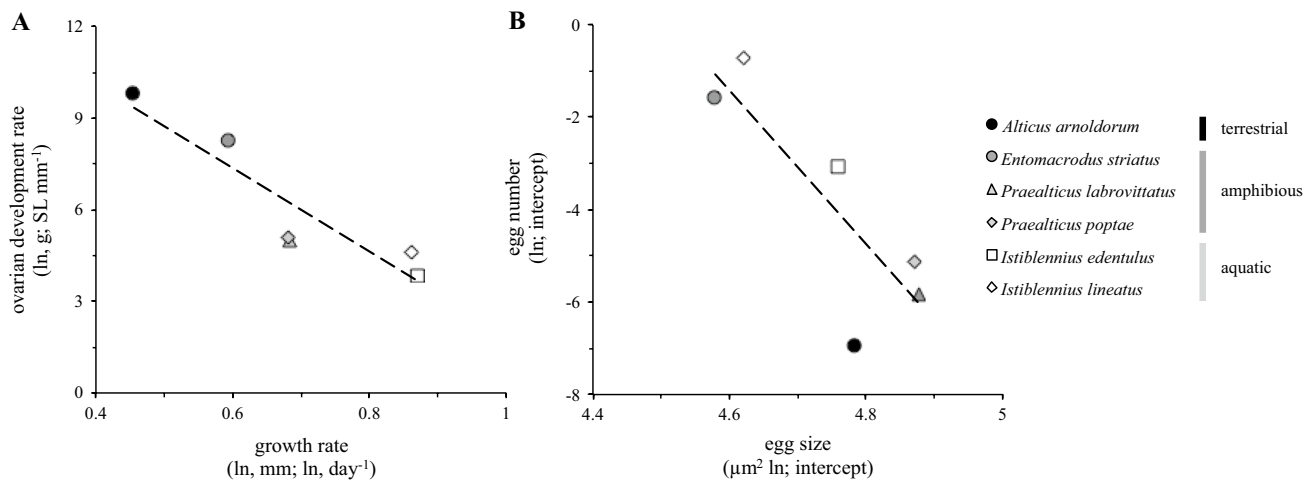 A
ovarian development rate
(ln, g; SL mm⁻¹)
12
9
6
3
0
0.4
0.6
0.8
1
growth rate
(ln, mm; ln, day⁻¹)
B
egg number
(ln; intercept)
0
-2
-4
-6
-8
4.4
4.6
4.8
5
egg size
(µm² ln; intercept)
Alticus arnoldorum
Entomacrodus striatus
Praealticus labrovittatus
Praealticus poptae
Istiblennius edentulus
Istiblennius lineatus
terrestrial
amphibious
aquatic